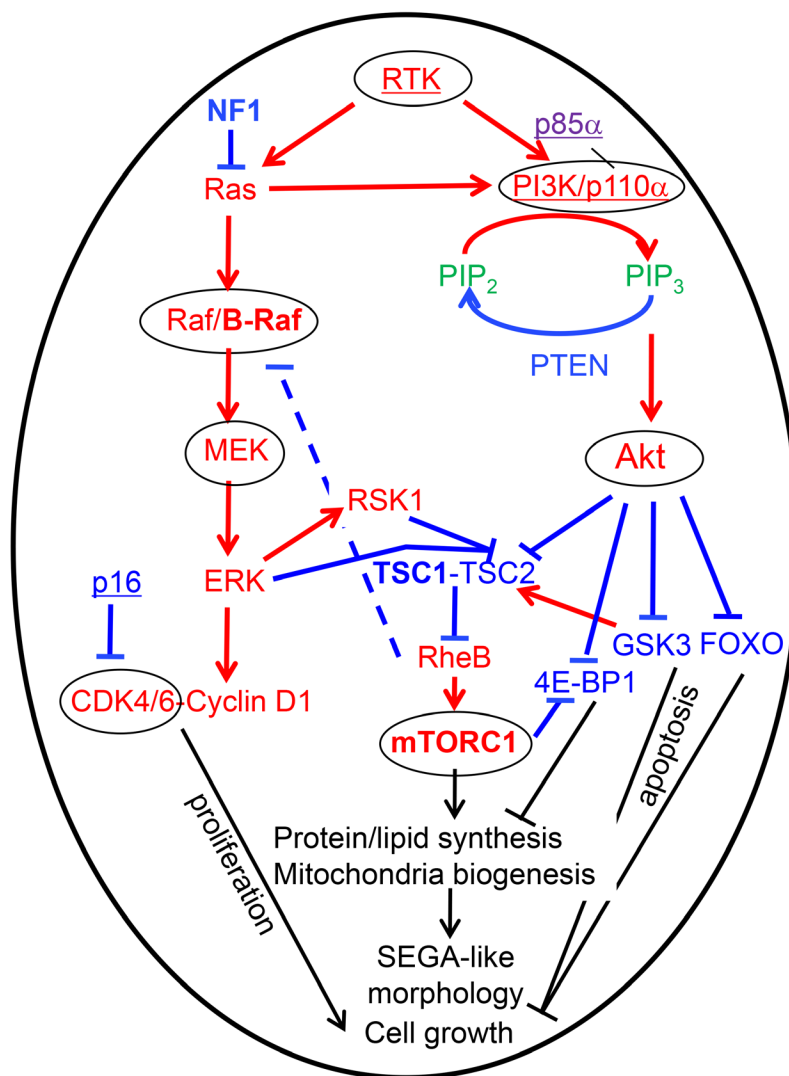 RTK
NF1
p85α
Ras
PI3K/p110α
PIP2
PIP3
Raf/B-Raf
PTEN
MEK
Akt
RSK1
ERK
TSC1-TSC2
p16
GSK3
FOXO
RheB
4E-BP1
CDK4/6-Cyclin D1
mTORC1
apoptosis
proliferation
Protein/lipid synthesis
Mitochondria biogenesis
SEGA-like
morphology
Cell growth